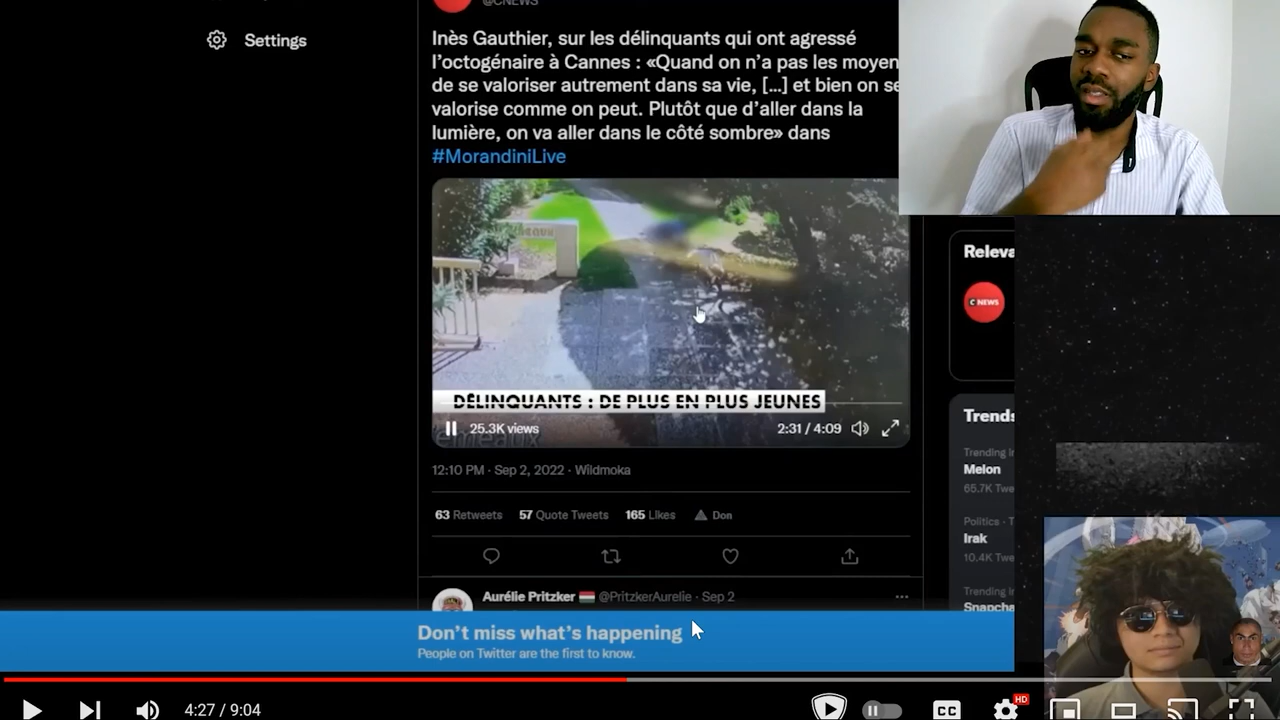 @CNEWS
Settings
Inès Gauthier, sur les délinquants qui ont agressé
l'octogénaire à Cannes : «Quand on n'a pas les moyen
de se valoriser autrement dans sa vie, [...] et bien on se
valorise comme on peut. Plutôt que d'aller dans la
lumière, on va aller dans le côté sombre» dans
#MorandiniLive
Releva
C NEWS
DÉLINQUANTS : DE PLUS EN PLUS JEUNES
25.3K views
2:31 / 4:09
Trends
Trending in
Melon
65.7K Twe
12:10 PM · Sep 2, 2022 · Wildmoka
63 Retweets 57 Quote Tweets 165 Likes Don
Politics · T
Irak
10.4K Twe
Trending in
Snapcha
Aurélie Pritzker @PritzkerAurelie · Sep 2
Don't miss what's happening
People on Twitter are the first to know.
4:27 / 9:04
CC
HD